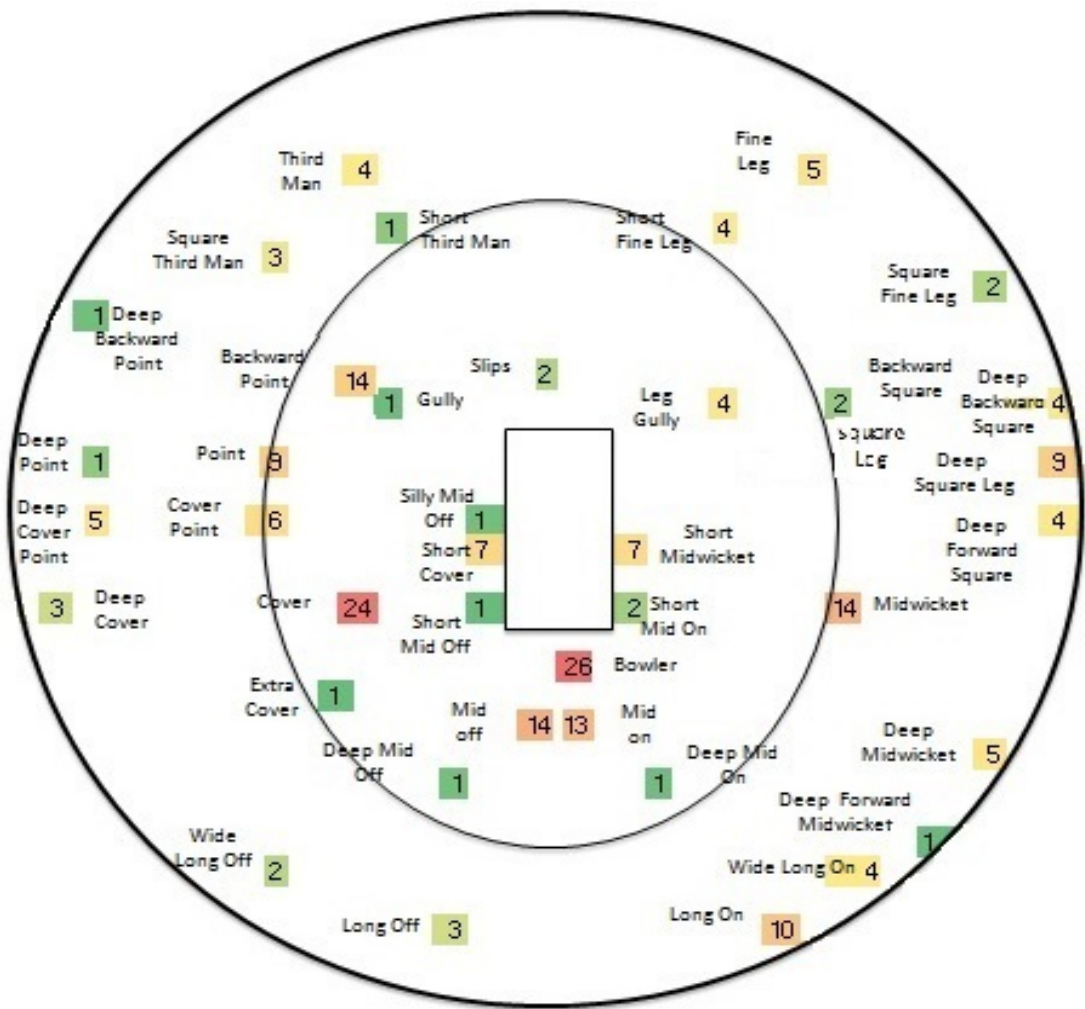 Fine
Leg
5
Third
Man
4
1
Short
Third Man
Short
Fine Leg
4
Square
Third Man
3
Square
Fine Leg
2
1
Deep
Backward
Point
Backward
Point
14
Slips
2
1
Gully
Leg
Gully
4
2
Backward
Square
Square
Leg
Deep
Backward
Square
4
Deep
Point
1
Point
9
Deep
Square Leg
9
Deep
Cover
Point
5
Cover
Point
6
Silly Mid
Off
1
Short
Cover
7
7
Short
Midwicket
Deep
Forward
Square
4
3
Deep
Cover
Cover
24
Short
Mid Off
1
2
Short
Mid On
14
Midwicket
26
Bowler
Extra
Cover
1
Mid
off
14
13
Mid
on
Deep
Midwicket
5
Deep Mid
Off
1
1
Deep Mid
On
Deep Forward
Midwicket
1
Wide
Long Off
2
Wide Long On
4
Long Off
3
Long On
10